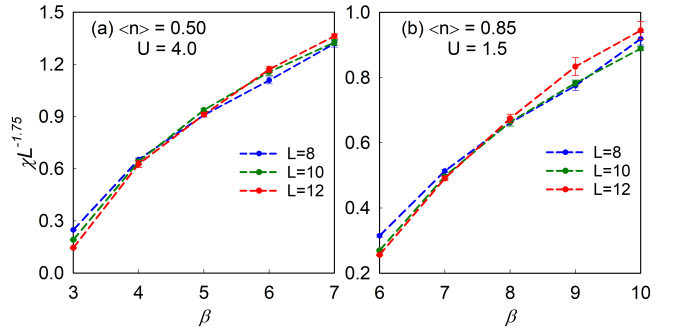 (a) <n> = 0.50
U = 4.0
χL^-1.75
1.5
1.2
0.9
0.6
0.3
0.0
L=8
L=10
L=12
3 4 5 6 7
β
(b) <n> = 0.85
U = 1.5
1.0
0.8
0.6
0.4
0.2
L=8
L=10
L=12
6 7 8 9 10
β